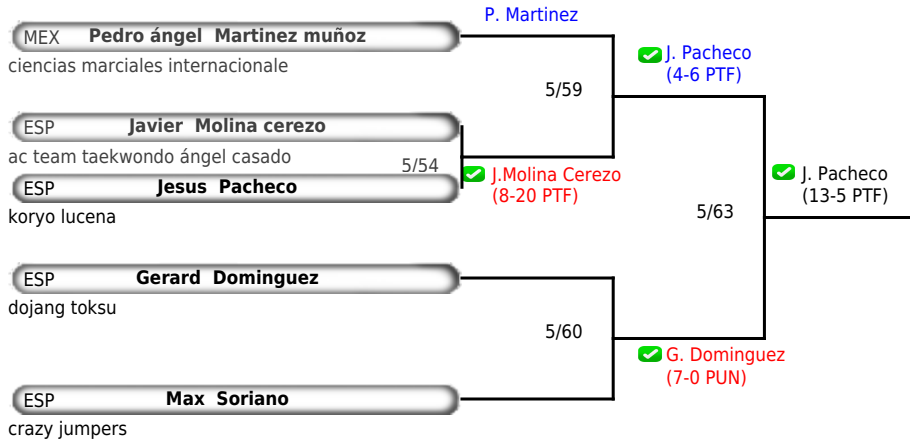 P. Martinez
MEX Pedro ángel Martinez muñoz
ciencias marciales internacionale
J. Pacheco
(4-6 PTF)
5/59
ESP Javier Molina cerezo
ac team taekwondo ángel casado
5/54
J.Molina Cerezo
(8-20 PTF)
ESP Jesus Pacheco
koryo lucena
J. Pacheco
(13-5 PTF)
5/63
ESP Gerard Dominguez
dojang toksu
5/60
G. Dominguez
(7-0 PUN)
ESP Max Soriano
crazy jumpers